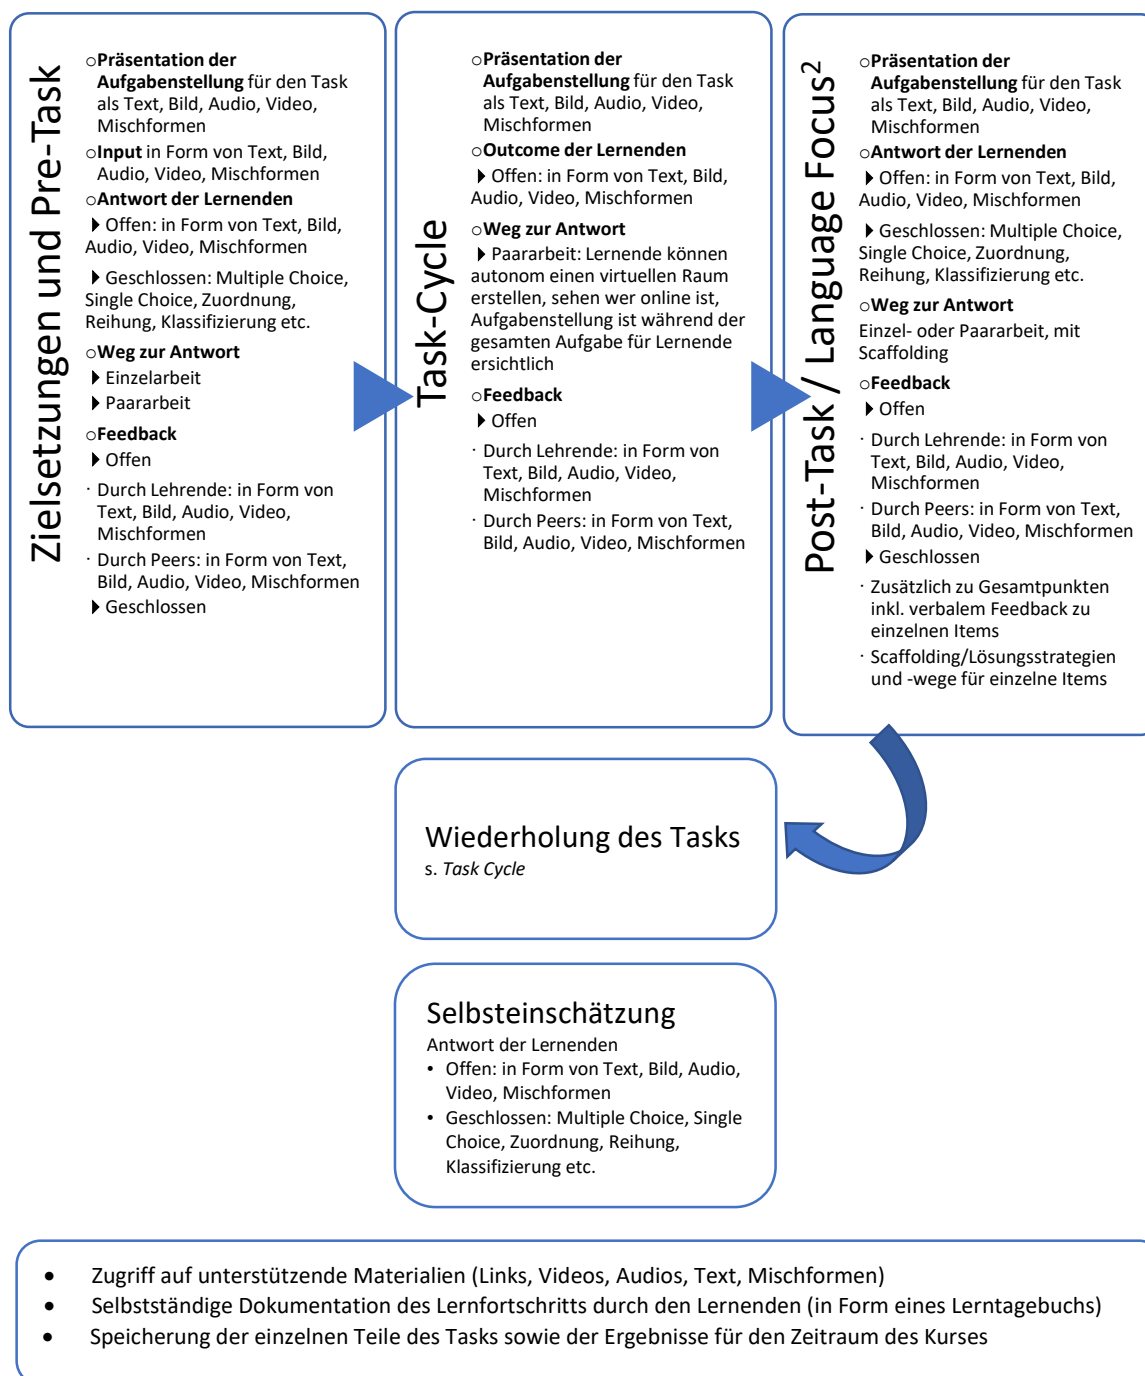 Zielsetzungen und Pre-Task
oPräsentation der
Aufgabenstellung für den Task
als Text, Bild, Audio, Video,
Mischformen
oInput in Form von Text, Bild,
Audio, Video, Mischformen
oAntwort der Lernenden
Offen: in Form von Text, Bild,
Audio, Video, Mischformen
Geschlossen: Multiple Choice,
Single Choice, Zuordnung,
Reihung, Klassifizierung etc.
oWeg zur Antwort
Einzelarbeit
Paararbeit
oFeedback
Offen
· Durch Lehrende: in Form von
Text, Bild, Audio, Video,
Mischformen
· Durch Peers: in Form von Text,
Bild, Audio, Video, Mischformen
Geschlossen
Task-Cycle
oPräsentation der
Aufgabenstellung für den Task
als Text, Bild, Audio, Video,
Mischformen
oOutcome der Lernenden
Offen: in Form von Text, Bild,
Audio, Video, Mischformen
oWeg zur Antwort
Paararbeit: Lernende können
autonom einen virtuellen Raum
erstellen, sehen wer online ist,
Aufgabenstellung ist während der
gesamten Aufgabe für Lernende
ersichtlich
oFeedback
Offen
· Durch Lehrende: in Form von
Text, Bild, Audio, Video,
Mischformen
· Durch Peers: in Form von Text,
Bild, Audio, Video, Mischformen
Post-Task / Language Focus²
oPräsentation der
Aufgabenstellung für den Task
als Text, Bild, Audio, Video,
Mischformen
oAntwort der Lernenden
Offen: in Form von Text, Bild,
Audio, Video, Mischformen
Geschlossen: Multiple Choice,
Single Choice, Zuordnung,
Reihung, Klassifizierung etc.
oWeg zur Antwort
Einzel- oder Paararbeit, mit
Scaffolding
oFeedback
Offen
· Durch Lehrende: in Form von
Text, Bild, Audio, Video,
Mischformen
· Durch Peers: in Form von Text,
Bild, Audio, Video, Mischformen
Geschlossen
· Zusätzlich zu Gesamtpunkten
inkl. verbalem Feedback zu
einzelnen Items
· Scaffolding/Lösungsstrategien
und -wege für einzelne Items
Wiederholung des Tasks
s. Task Cycle
Selbsteinschätzung
Antwort der Lernenden
• Offen: in Form von Text, Bild, Audio,
Video, Mischformen
• Geschlossen: Multiple Choice, Single
Choice, Zuordnung, Reihung,
Klassifizierung etc.
• Zugriff auf unterstützende Materialien (Links, Videos, Audios, Text, Mischformen)
• Selbstständige Dokumentation des Lernfortschritts durch den Lernenden (in Form eines Lerntagebuchs)
• Speicherung der einzelnen Teile des Tasks sowie der Ergebnisse für den Zeitraum des Kurses